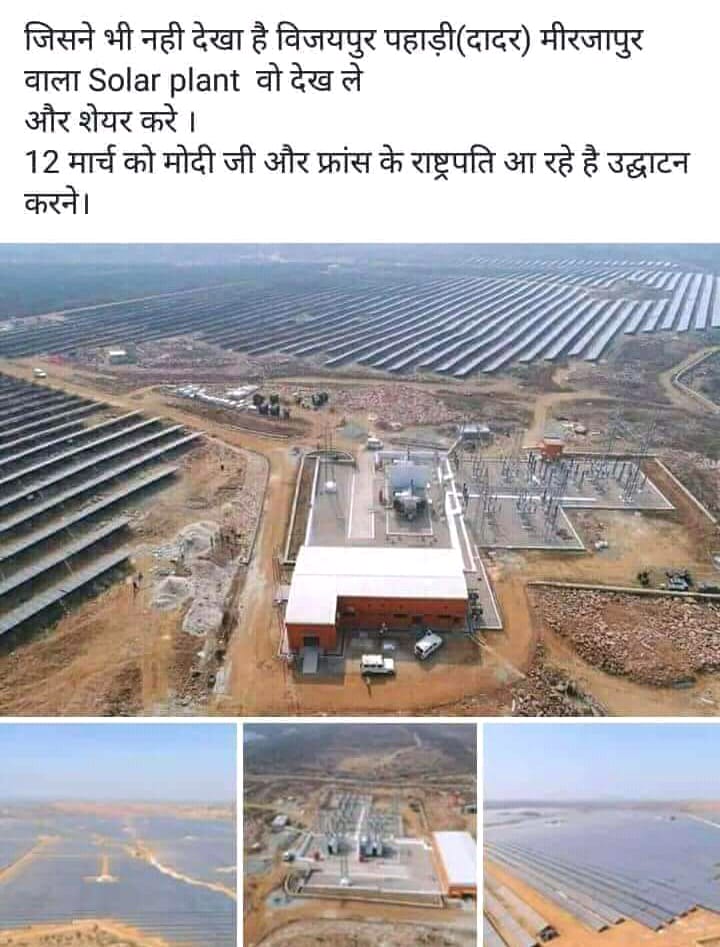 जिसने भी नही देखा है विजयपुर पहाड़ी(दादर) मीरजापुर
वाला Solar plant वो देख ले
और शेयर करे ।
12 मार्च को मोदी जी और फ्रांस के राष्ट्रपति आ रहे है उद्घाटन
करने।